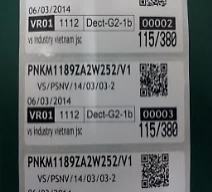 06/03/2014
VR01 1112 Dect-G2-1b 00002
vs industry vietnam jsc 115/380
PNKM1189ZA2W252/V1
VS/PSNV/14/03/03-2
06/03/2014
VR01 1112 Dect-G2-1b 00003
vs industry vietnam jsc 115/380
PNKM1189ZA2W252/V1
VS/PSNV/14/03/03-2